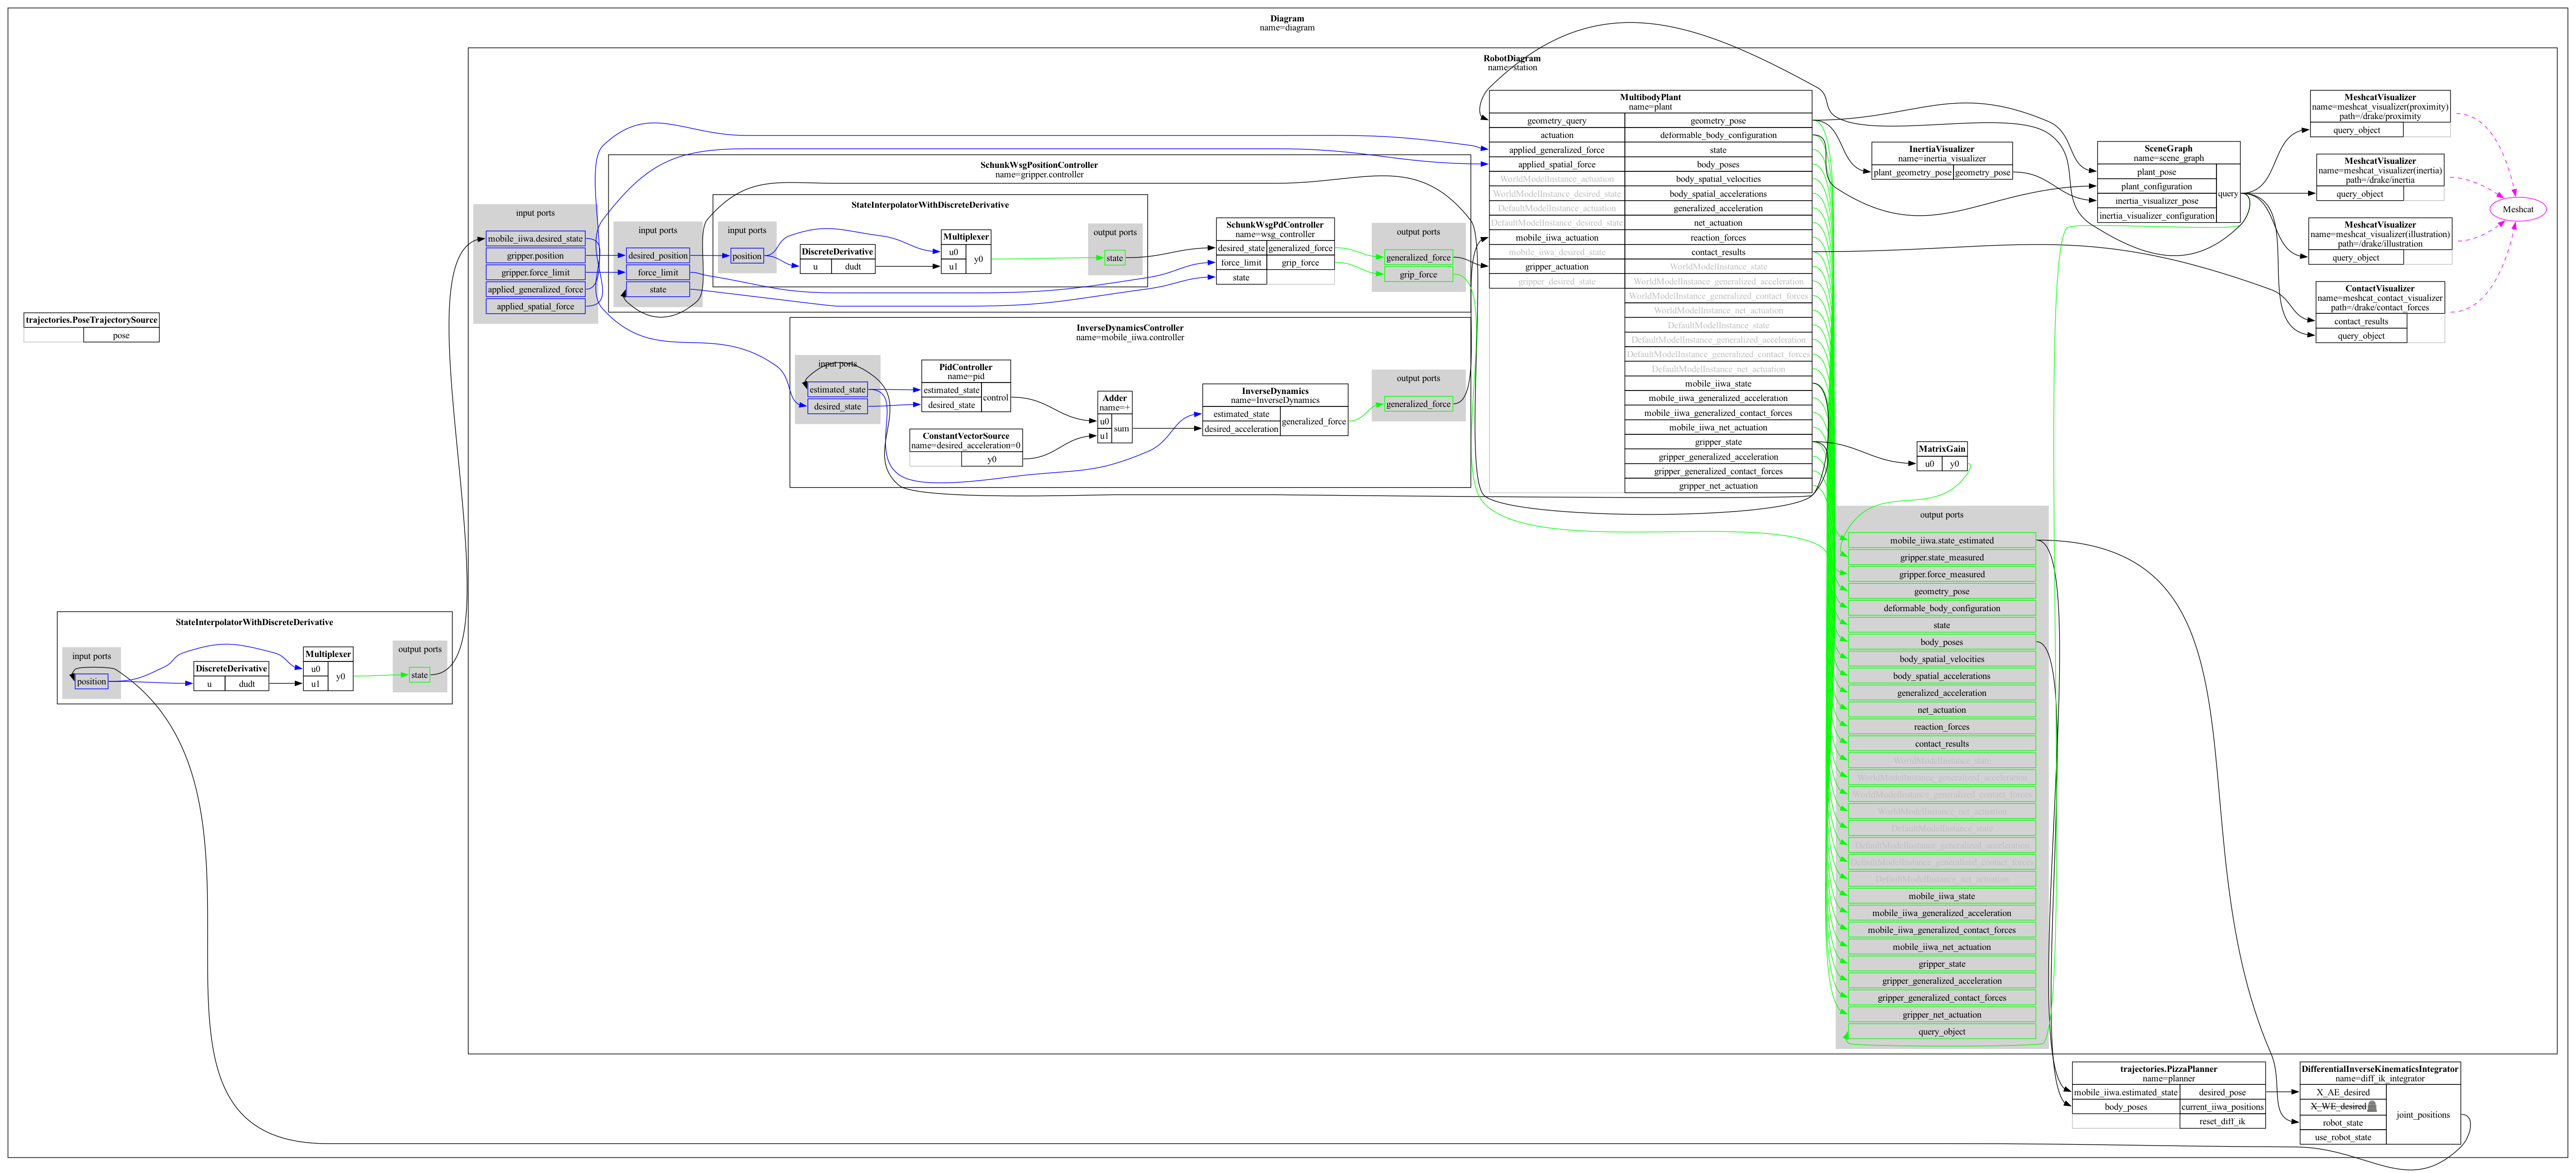 Diagram
name=diagram
RobotDiagram
name=station
input ports
mobile_iiwa.desired_state
gripper.position
gripper.force_limit
applied_generalized_force
applied_spatial_force
SchunkWsgPositionController
name=gripper.controller
input ports
desired_position
force_limit
state
StateInterpolatorWithDiscreteDerivative
input ports
position
DiscreteDerivative
u dudt
Multiplexer
u0
u1
y0
output ports
state
SchunkWsgPdController
name=wsg_controller
desired_state generalized_force
force_limit grip_force
state
output ports
generalized_force
grip_force
InverseDynamicsController
name=mobile_iiwa.controller
input ports
estimated_state
desired_state
PidController
name=pid
estimated_state
desired_state
control
ConstantVectorSource
name=desired_acceleration=0
y0
Adder
name=+
u0
u1
sum
InverseDynamics
name=InverseDynamics
estimated_state
desired_acceleration
generalized_force
output ports
generalized_force
MultibodyPlant
name=plant
geometry_query geometry_pose
actuation deformable_body_configuration
applied_generalized_force state
applied_spatial_force body_poses
WorldModelInstance_actuation body_spatial_velocities
WorldModelInstance_desired_state body_spatial_accelerations
DefaultModelInstance_actuation generalized_acceleration
DefaultModelInstance_desired_state net_actuation
mobile_iiwa_actuation reaction_forces
mobile_iiwa_desired_state contact_results
gripper_actuation WorldModelInstance_state
gripper_desired_state WorldModelInstance_generalized_acceleration
WorldModelInstance_generalized_contact_forces
WorldModelInstance_net_actuation
DefaultModelInstance_state
DefaultModelInstance_generalized_acceleration
DefaultModelInstance_generalized_contact_forces
DefaultModelInstance_net_actuation
mobile_iiwa_state
mobile_iiwa_generalized_acceleration
mobile_iiwa_generalized_contact_forces
mobile_iiwa_net_actuation
gripper_state
gripper_generalized_acceleration
gripper_generalized_contact_forces
gripper_net_actuation
InertiaVisualizer
name=inertia_visualizer
plant_geometry_pose geometry_pose
SceneGraph
name=scene_graph
plant_pose
plant_configuration
inertia_visualizer_pose
inertia_visualizer_configuration
query
MeshcatVisualizer
name=meshcat_visualizer(proximity)
path=/drake/proximity
query_object
MeshcatVisualizer
name=meshcat_visualizer(inertia)
path=/drake/inertia
query_object
MeshcatVisualizer
name=meshcat_visualizer(illustration)
path=/drake/illustration
query_object
ContactVisualizer
name=meshcat_contact_visualizer
path=/drake/contact_forces
contact_results
query_object
Meshcat
MatrixGain
u0 y0
output ports
mobile_iiwa.state_estimated
gripper.state_measured
gripper.force_measured
geometry_pose
deformable_body_configuration
state
body_poses
body_spatial_velocities
body_spatial_accelerations
generalized_acceleration
net_actuation
reaction_forces
contact_results
WorldModelInstance_state
WorldModelInstance_generalized_acceleration
WorldModelInstance_generalized_contact_forces
WorldModelInstance_net_actuation
DefaultModelInstance_state
DefaultModelInstance_generalized_acceleration
DefaultModelInstance_generalized_contact_forces
DefaultModelInstance_net_actuation
mobile_iiwa_state
mobile_iiwa_generalized_acceleration
mobile_iiwa_generalized_contact_forces
mobile_iiwa_net_actuation
gripper_state
gripper_generalized_acceleration
gripper_generalized_contact_forces
gripper_net_actuation
query_object
trajectories.PoseTrajectorySource
pose
StateInterpolatorWithDiscreteDerivative
input ports
position
DiscreteDerivative
u dudt
Multiplexer
u0
u1
y0
output ports
state
trajectories.PizzaPlanner
name=planner
mobile_iiwa.estimated_state desired_pose
body_poses current_iiwa_positions
reset_diff_ik
DifferentialInverseKinematicsIntegrator
name=diff_ik_integrator
X_AE_desired
X_WE_desired
robot_state
use_robot_state
joint_positions